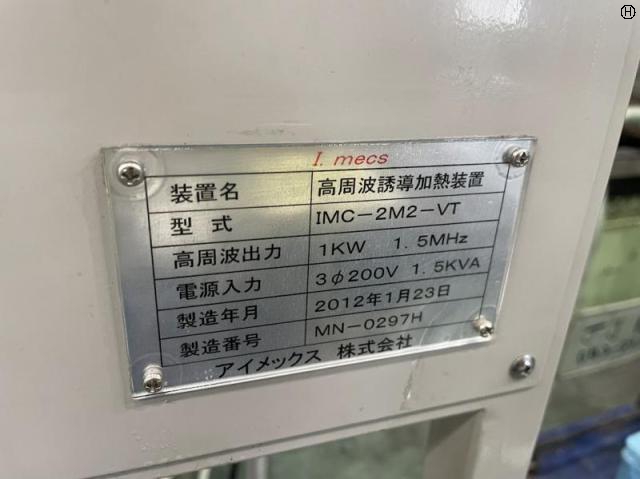 H
I. mecs
装置名 高周波誘導加熱装置
型式 IMC-2M2-VT
高周波出力 1KW 1.5MHz
電源入力 3φ200V 1.5KVA
製造年月 2012年1月23日
製造番号 MN-0297H
アイメックス 株式会社